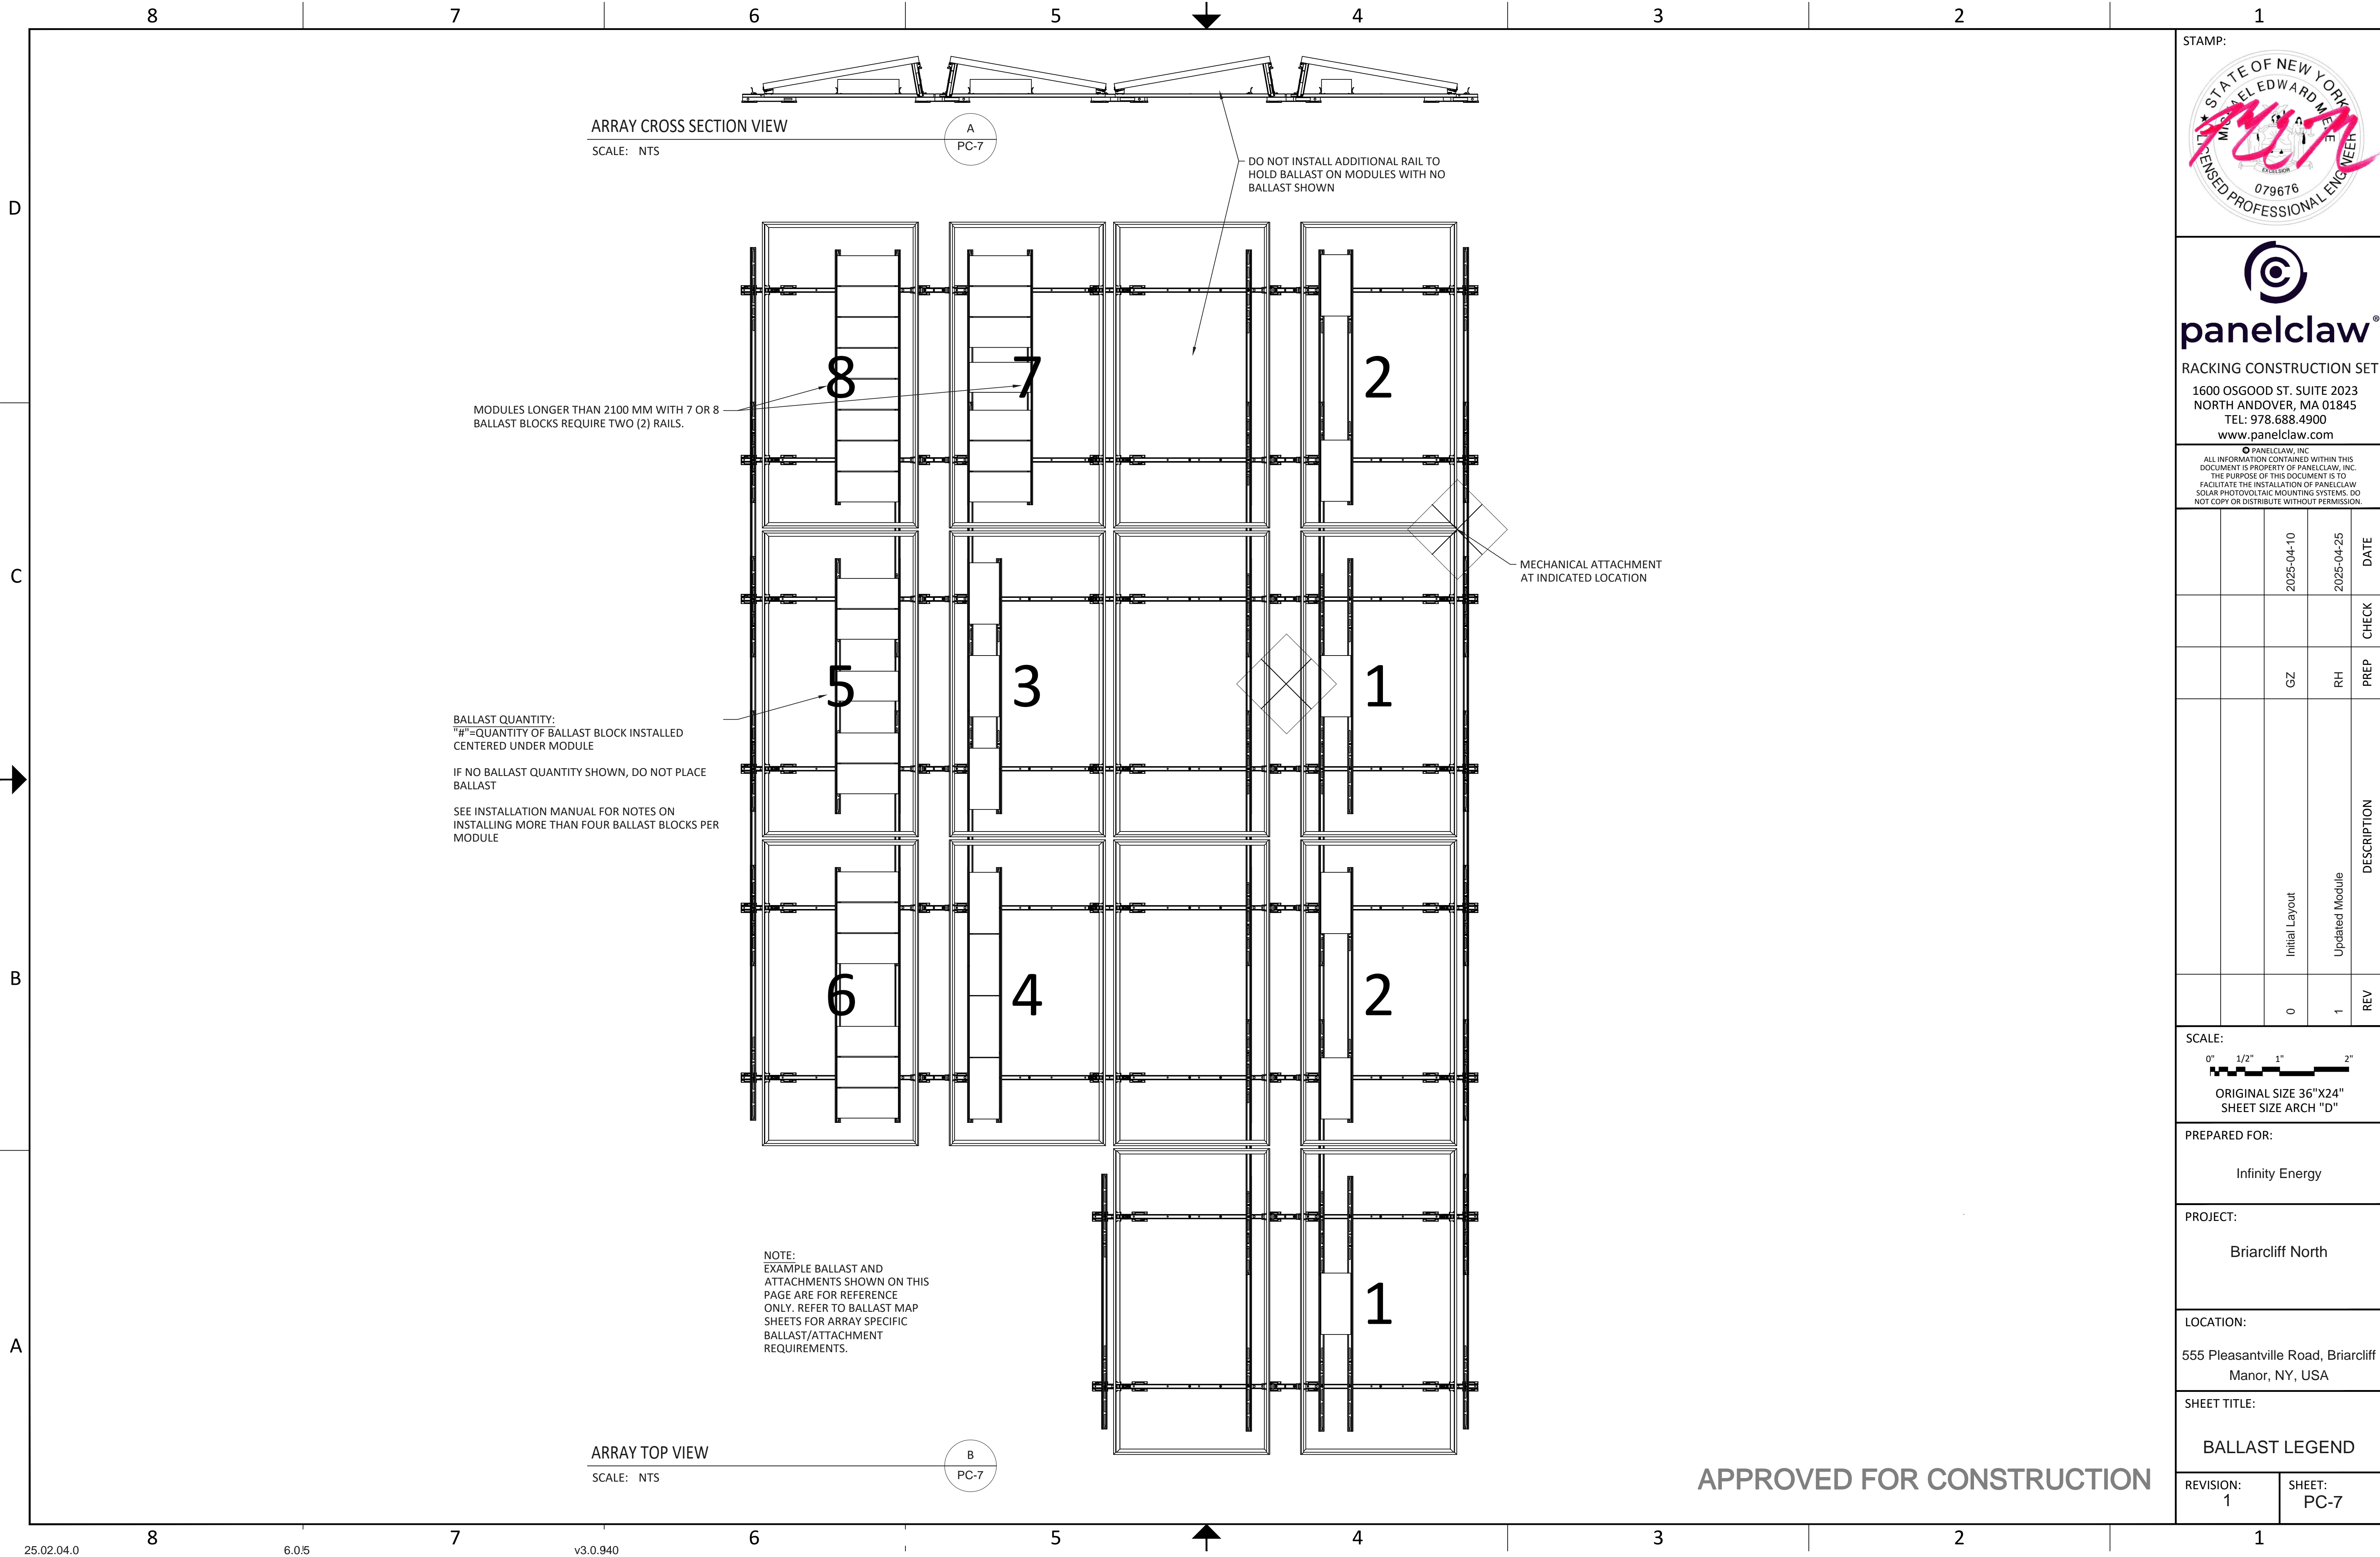 8 7 6 5 4 3 2 1
D
C
B
A
ARRAY CROSS SECTION VIEW
SCALE: NTS
A
PC-7
DO NOT INSTALL ADDITIONAL RAIL TO
HOLD BALLAST ON MODULES WITH NO
BALLAST SHOWN
8
7
2
MODULES LONGER THAN 2100 MM WITH 7 OR 8
BALLAST BLOCKS REQUIRE TWO (2) RAILS.
MECHANICAL ATTACHMENT
AT INDICATED LOCATION
5
3
1
BALLAST QUANTITY:
"#"=QUANTITY OF BALLAST BLOCK INSTALLED
CENTERED UNDER MODULE
IF NO BALLAST QUANTITY SHOWN, DO NOT PLACE
BALLAST
SEE INSTALLATION MANUAL FOR NOTES ON
INSTALLING MORE THAN FOUR BALLAST BLOCKS PER
MODULE
6
4
2
1
NOTE:
EXAMPLE BALLAST AND
ATTACHMENTS SHOWN ON THIS
PAGE ARE FOR REFERENCE
ONLY. REFER TO BALLAST MAP
SHEETS FOR ARRAY SPECIFIC
BALLAST/ATTACHMENT
REQUIREMENTS.
ARRAY TOP VIEW
SCALE: NTS
B
PC-7
APPROVED FOR CONSTRUCTION
STAMP:
STATE OF NEW YORK
EXCELSIOR
079676
LICENSED PROFESSIONAL ENGINEER
panelclaw®
RACKING CONSTRUCTION SET
1600 OSGOOD ST. SUITE 2023
NORTH ANDOVER, MA 01845
TEL: 978.688.4900
www.panelclaw.com
© PANELCLAW, INC
ALL INFORMATION CONTAINED WITHIN THIS
DOCUMENT IS PROPERTY OF PANELCLAW, INC.
THE PURPOSE OF THIS DOCUMENT IS TO
FACILITATE THE INSTALLATION OF PANELCLAW
SOLAR PHOTOVOLTAIC MOUNTING SYSTEMS. DO
NOT COPY OR DISTRIBUTE WITHOUT PERMISSION.
REV DESCRIPTION PREP CHECK DATE
1 Updated Module RH 2025-04-25
0 Initial Layout GZ 2025-04-10
SCALE:
0" 1/2" 1" 2"
ORIGINAL SIZE 36"X24"
SHEET SIZE ARCH "D"
PREPARED FOR:
Infinity Energy
PROJECT:
Briarcliff North
LOCATION:
555 Pleasantville Road, Briarcliff
Manor, NY, USA
SHEET TITLE:
BALLAST LEGEND
REVISION:
1
SHEET:
PC-7
8 7 6 5 4 3 2 1
25.02.04.0 6.0.5 v3.0.940